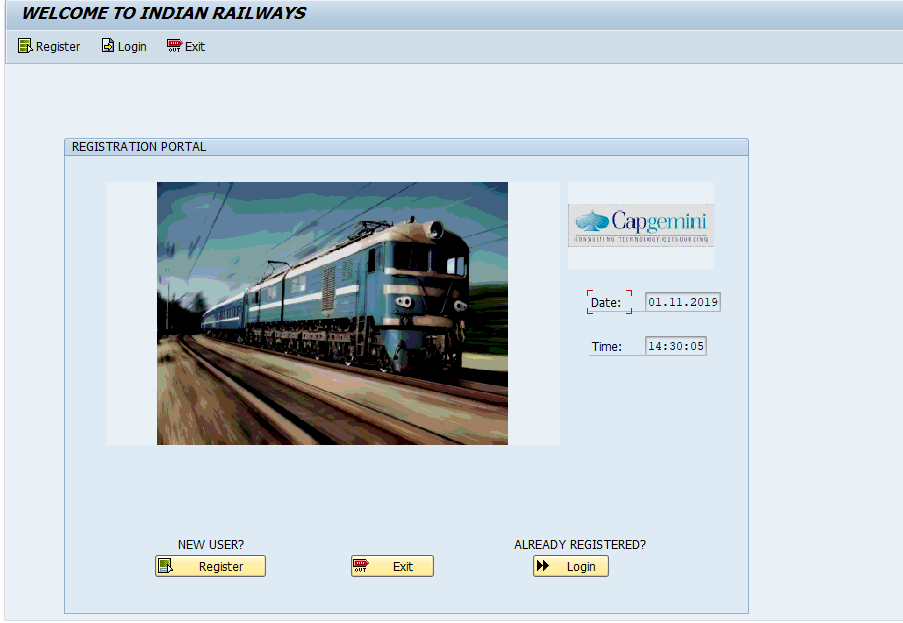 WELCOME TO INDIAN RAILWAYS
Register Login Exit
REGISTRATION PORTAL
Capgemini
CONSULTING TECHNOLOGY OUTSOURCING
Date: 01.11.2019
Time: 14:30:05
NEW USER? ALREADY REGISTERED?
Register OUT Exit Login